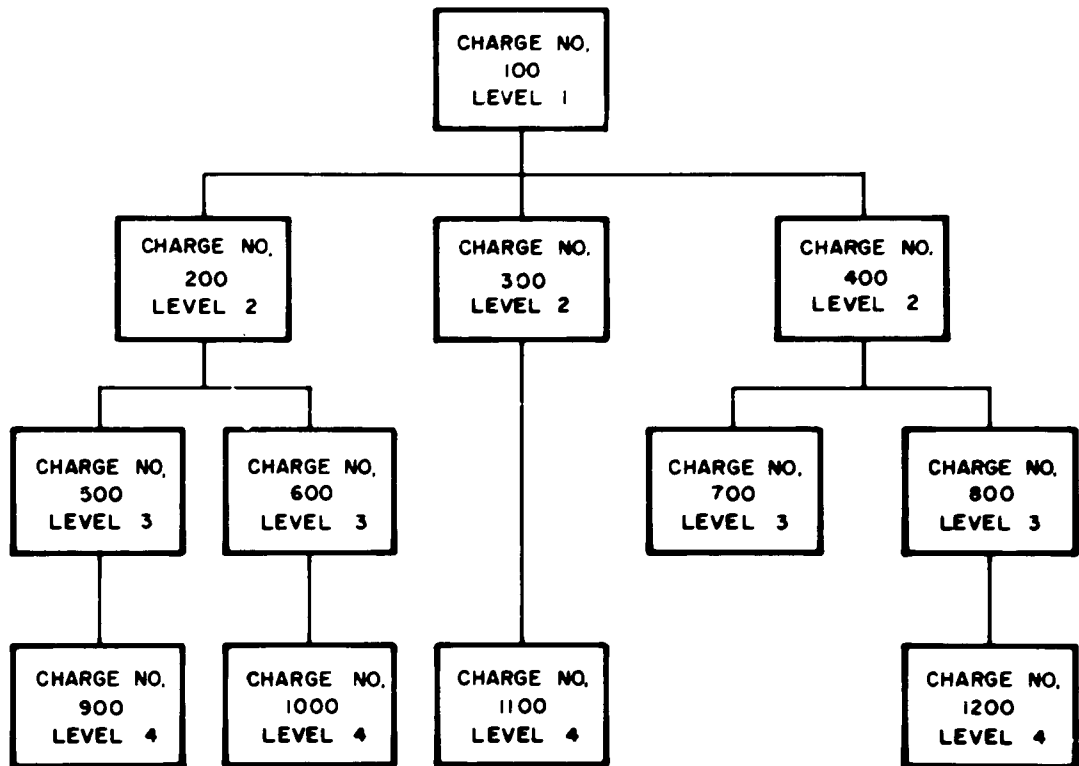 CHARGE NO.
100
LEVEL 1
CHARGE NO.
200
LEVEL 2
CHARGE NO.
300
LEVEL 2
CHARGE NO.
400
LEVEL 2
CHARGE NO.
500
LEVEL 3
CHARGE NO.
600
LEVEL 3
CHARGE NO.
700
LEVEL 3
CHARGE NO.
800
LEVEL 3
CHARGE NO.
900
LEVEL 4
CHARGE NO.
1000
LEVEL 4
CHARGE NO.
1100
LEVEL 4
CHARGE NO.
1200
LEVEL 4